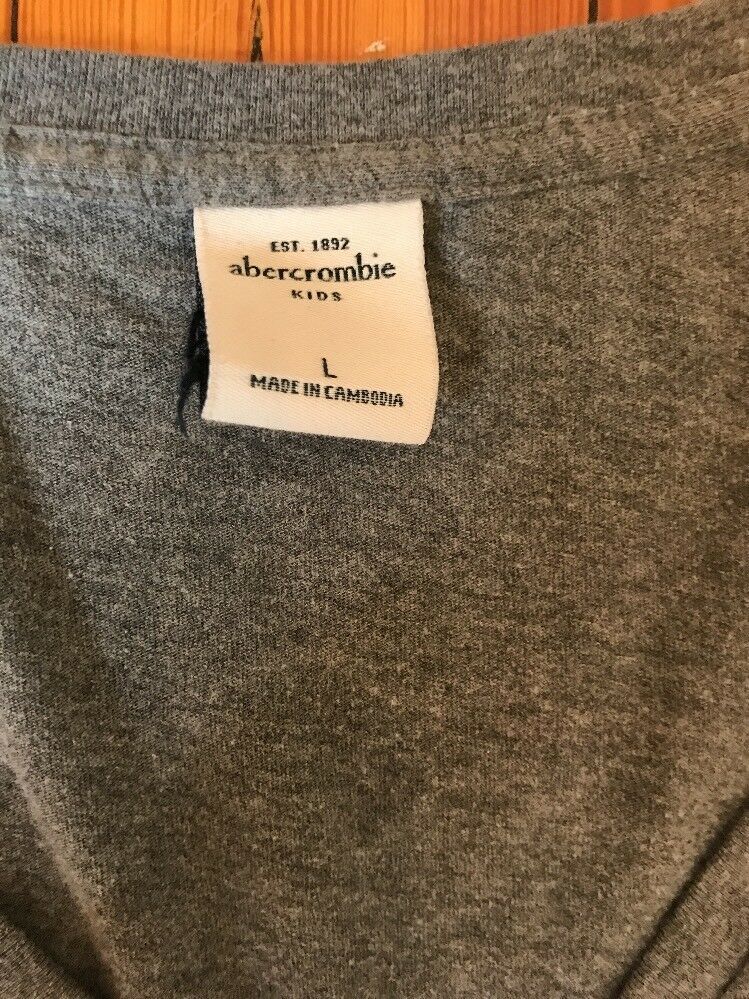 EST. 1892
abercrombie
KIDS
L
MADE IN CAMBODIA